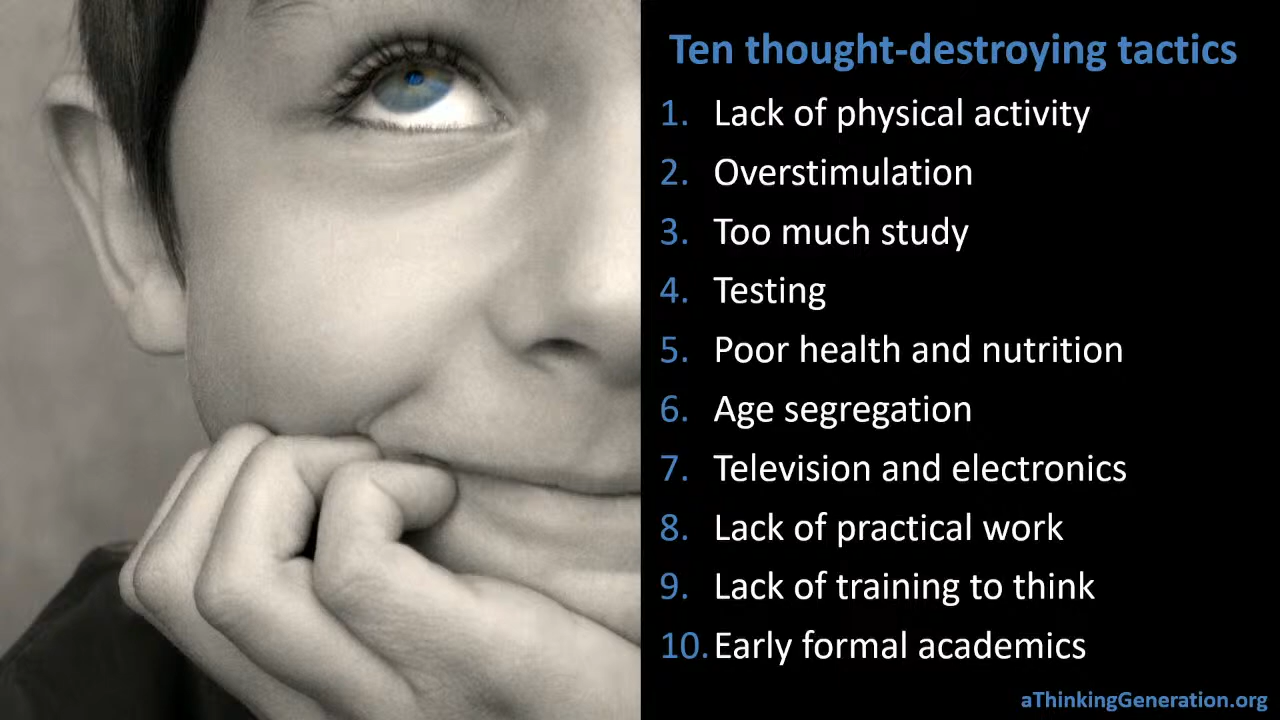 Ten thought-destroying tactics
1. Lack of physical activity
2. Overstimulation
3. Too much study
4. Testing
5. Poor health and nutrition
6. Age segregation
7. Television and electronics
8. Lack of practical work
9. Lack of training to think
10. Early formal academics
aThinkingGeneration.org